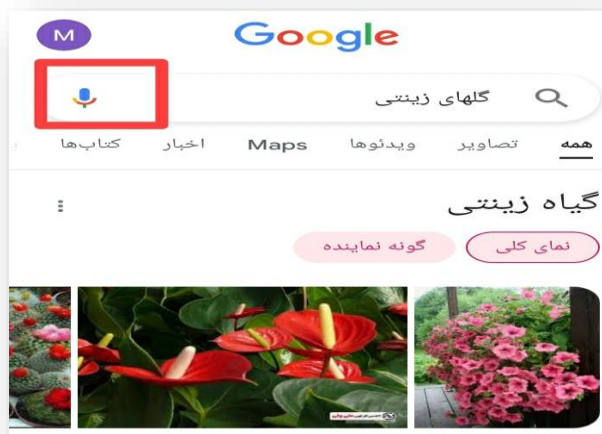 M
Google
گلهای زینتی
همه تصاویر ویدئوها Maps اخبار کتاب‌ها
گیاه زینتی
نمای کلی گونه نماینده